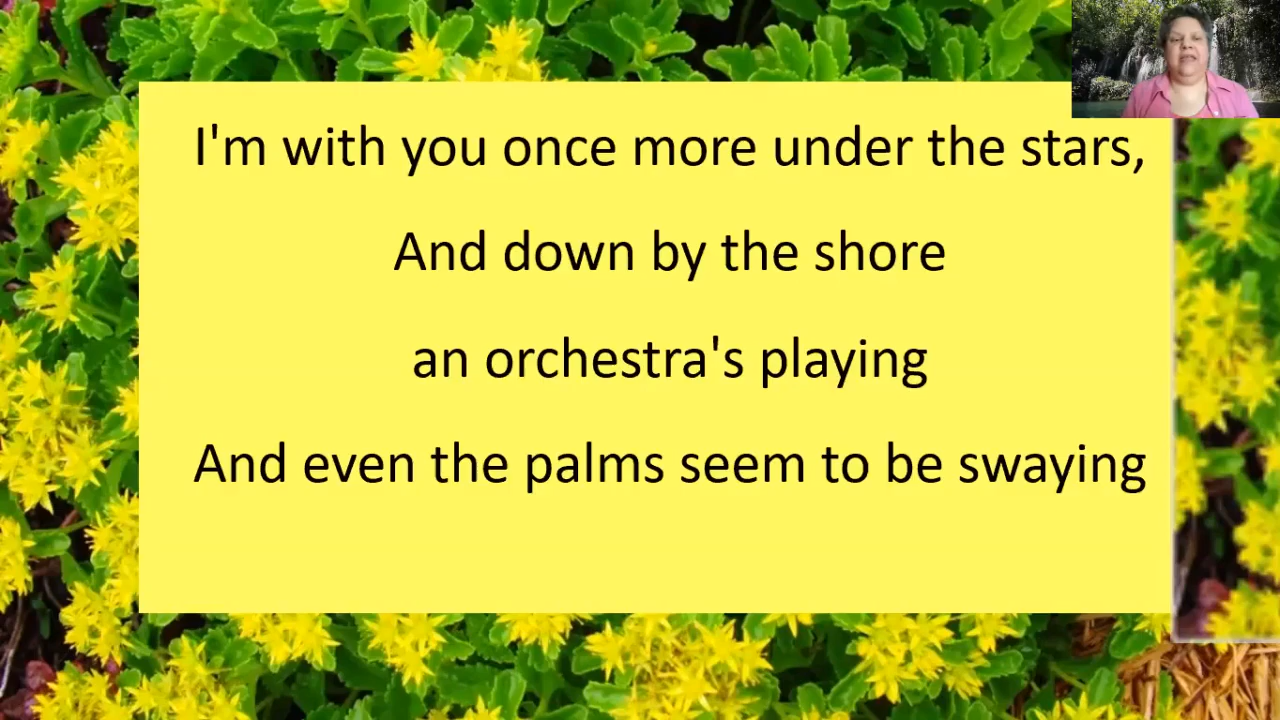 I'm with you once more under the stars,
And down by the shore
an orchestra's playing
And even the palms seem to be swaying